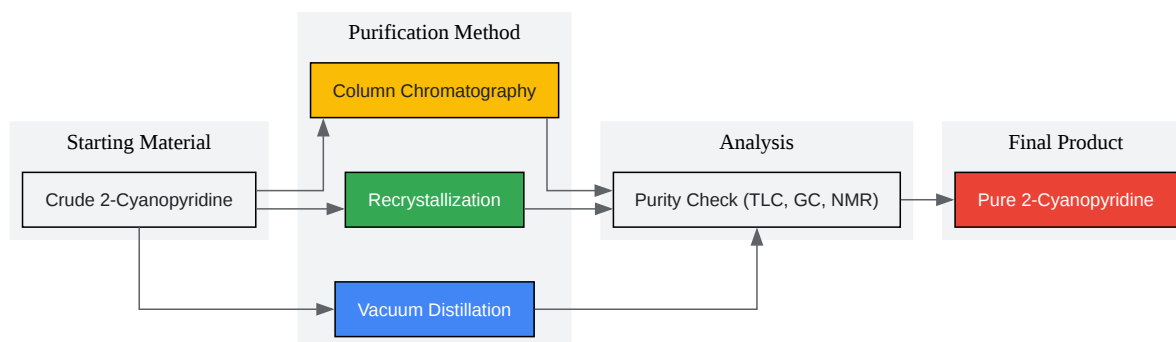 Purification Method
Column Chromatography
Starting Material
Analysis
Final Product
Crude 2-Cyanopyridine
Recrystallization
Purity Check (TLC, GC, NMR)
Pure 2-Cyanopyridine
Vacuum Distillation